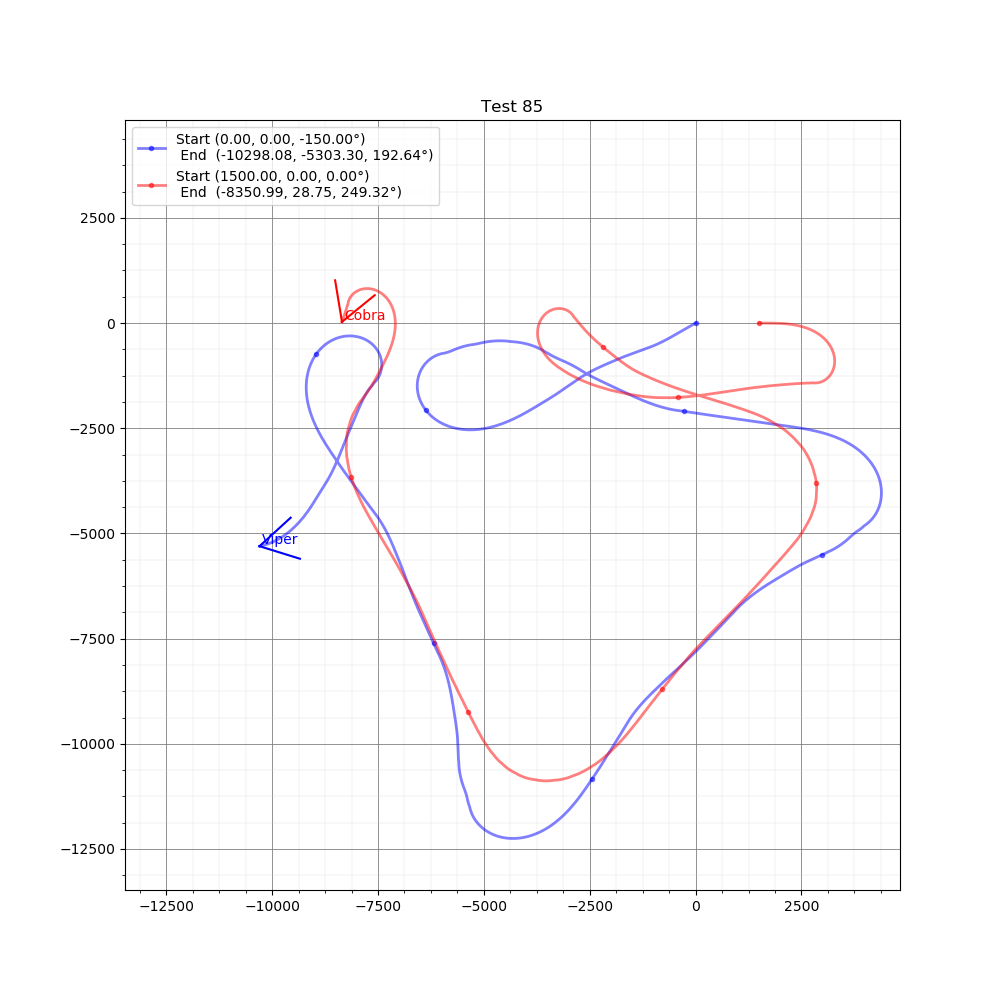 Test 85
Start (0.00, 0.00, -150.00°)
End  (-10298.08, -5303.30, 192.64°)
Start (1500.00, 0.00, 0.00°)
End  (-8350.99, 28.75, 249.32°)
2500
0
−2500
−5000
−7500
−10000
−12500
Cobra
Viper
−12500 −10000 −7500 −5000 −2500 0 2500